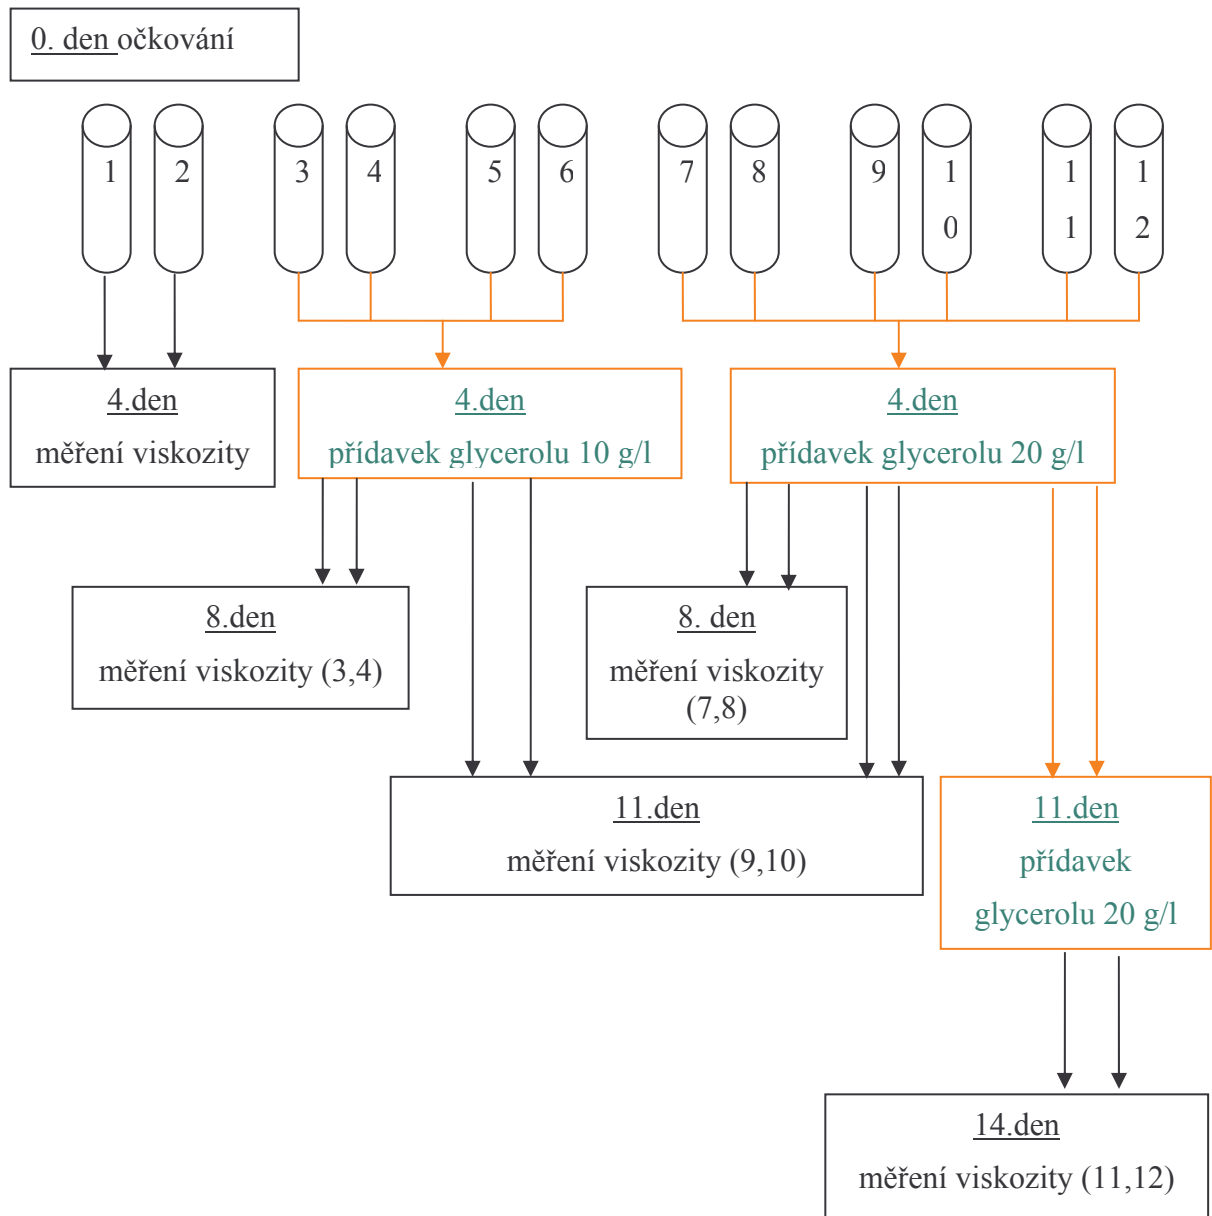 0. den očkování
1 2 3 4 5 6 7 8 9 1 1 1
0 1 2
4.den
měření viskozity
4.den
přídavek glycerolu 10 g/l
4.den
přídavek glycerolu 20 g/l
8.den
měření viskozity (3,4)
8. den
měření viskozity
(7,8)
11.den
měření viskozity (9,10)
11.den
přídavek
glycerolu 20 g/l
14.den
měření viskozity (11,12)